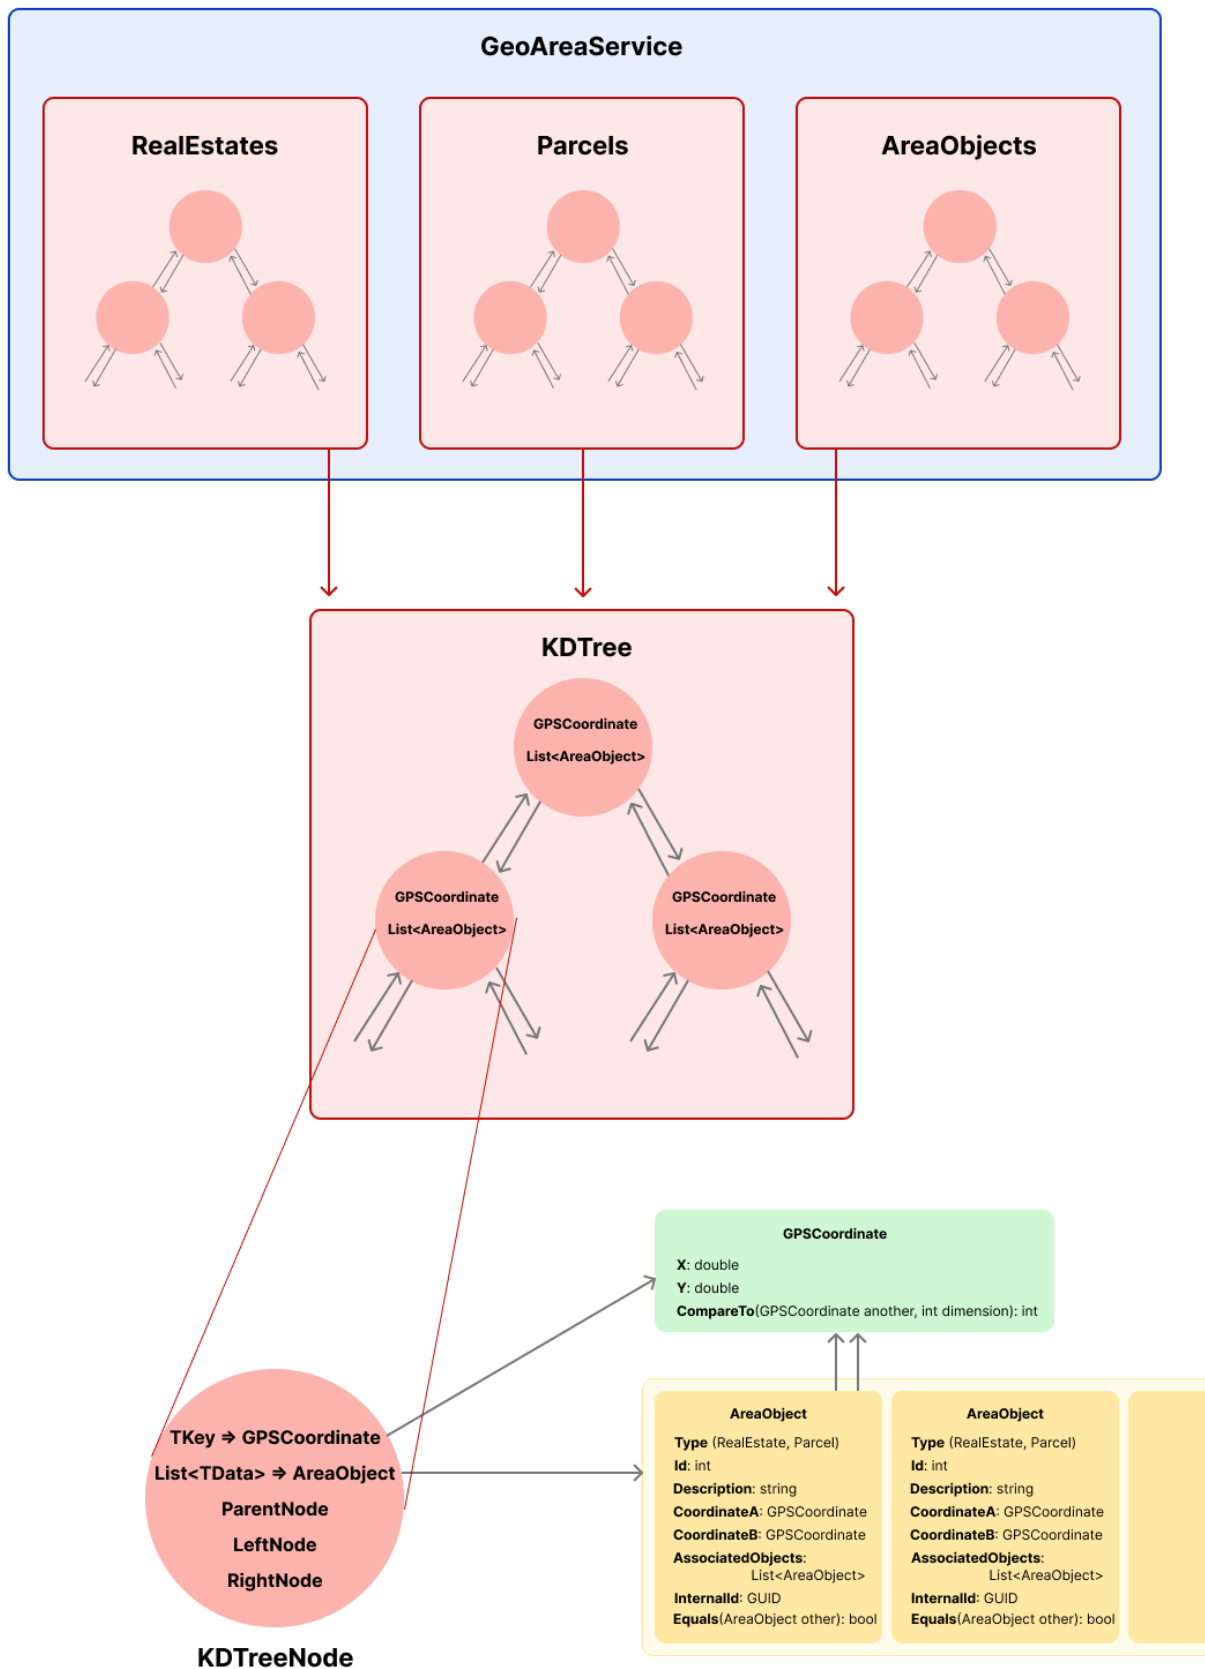 GeoAreaService
RealEstates
Parcels
AreaObjects
KDTree
GPSCoordinate
List<AreaObject>
GPSCoordinate
List<AreaObject>
GPSCoordinate
List<AreaObject>
GPSCoordinate
X: double
Y: double
CompareTo(GPSCoordinate another, int dimension): int
TKey => GPSCoordinate
List<TData> => AreaObject
ParentNode
LeftNode
RightNode
KDTreeNode
AreaObject
Type (RealEstate, Parcel)
Id: int
Description: string
CoordinateA: GPSCoordinate
CoordinateB: GPSCoordinate
AssociatedObjects:
List<AreaObject>
InternalId: GUID
Equals(AreaObject other): bool
AreaObject
Type (RealEstate, Parcel)
Id: int
Description: string
CoordinateA: GPSCoordinate
CoordinateB: GPSCoordinate
AssociatedObjects:
List<AreaObject>
InternalId: GUID
Equals(AreaObject other): bool